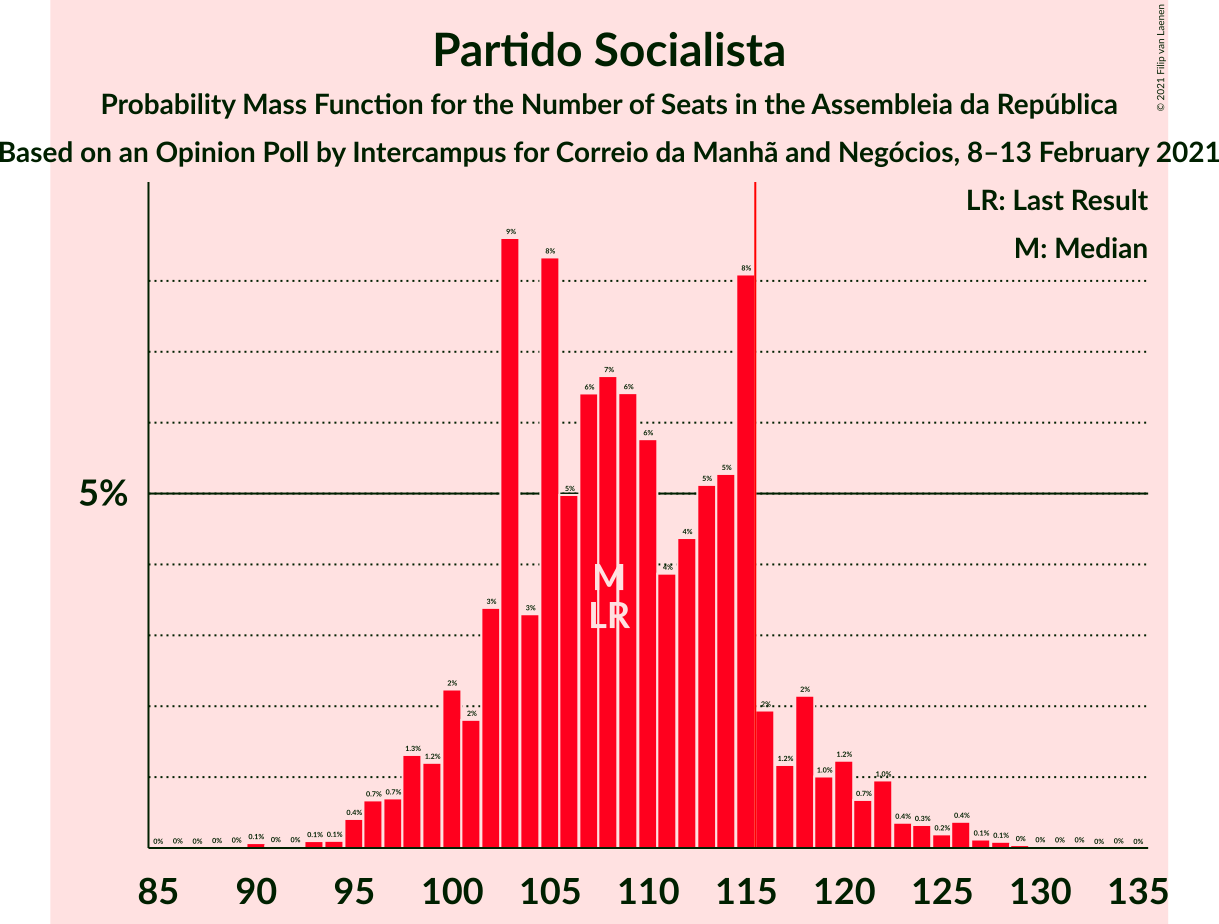 Partido Socialista
Probability Mass Function for the Number of Seats in the Assembleia da República
Based on an Opinion Poll by Intercampus for Correio da Manhã and Negócios, 8–13 February 2021
© 2021 Filip van Laenen
LR: Last Result
M: Median
5%
0% 0% 0% 0% 0% 0.1% 0% 0% 0.1% 0.1% 0.4% 0.7% 0.7% 1.3% 1.2% 2% 2% 3% 9% 3% 8% 5% 6% 7% 6% 6% 4% 4% 5% 5% 8% 2% 1.2% 2% 1.0% 1.2% 0.7% 1.0% 0.4% 0.3% 0.2% 0.4% 0.1% 0.1% 0% 0% 0% 0% 0% 0% 0%
M
LR
85 90 95 100 105 110 115 120 125 130 135